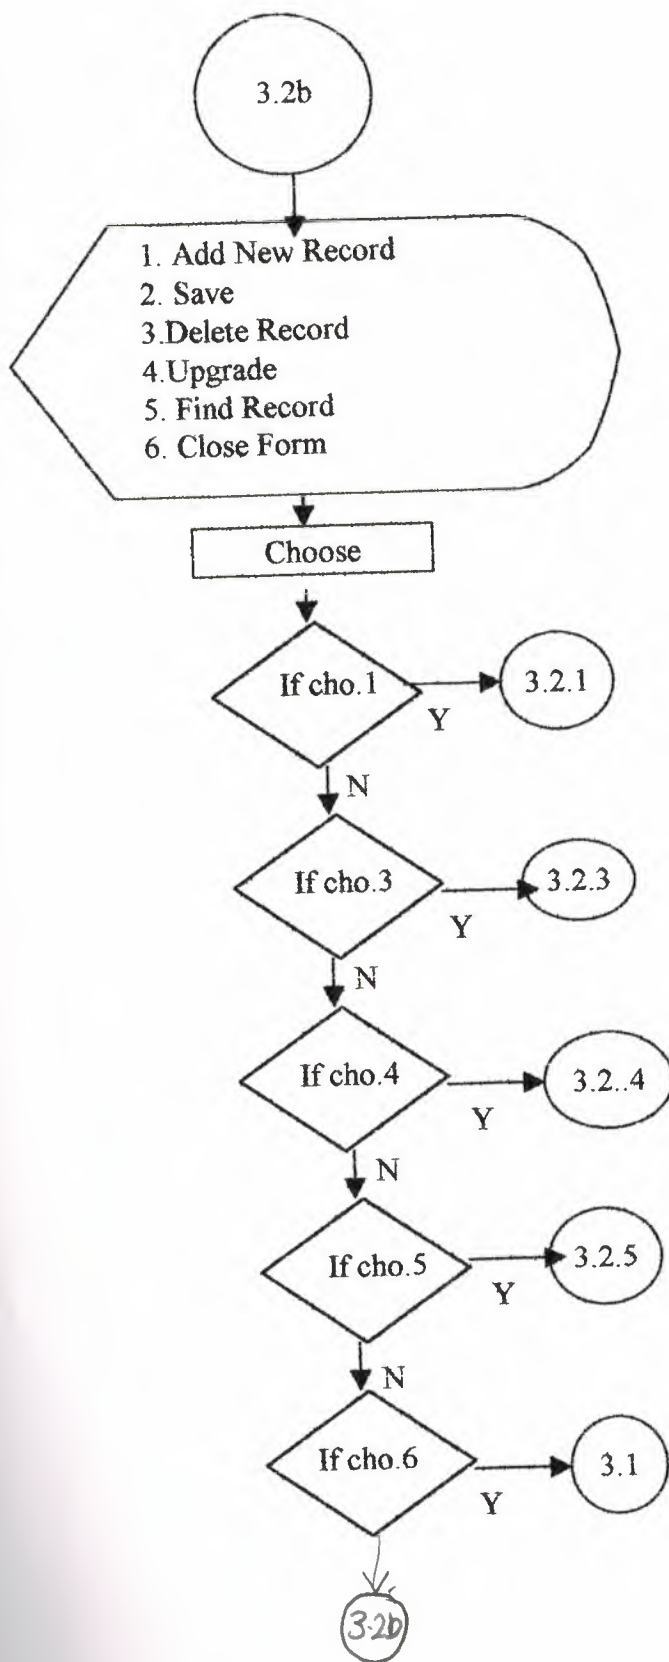 3.2b
1. Add New Record
2. Save
3.Delete Record
4.Upgrade
5. Find Record
6. Close Form
Choose
If cho.1
3.2.1
Y
N
If cho.3
3.2.3
Y
N
If cho.4
3.2..4
Y
N
If cho.5
3.2.5
Y
N
If cho.6
3.1
Y
3.2b